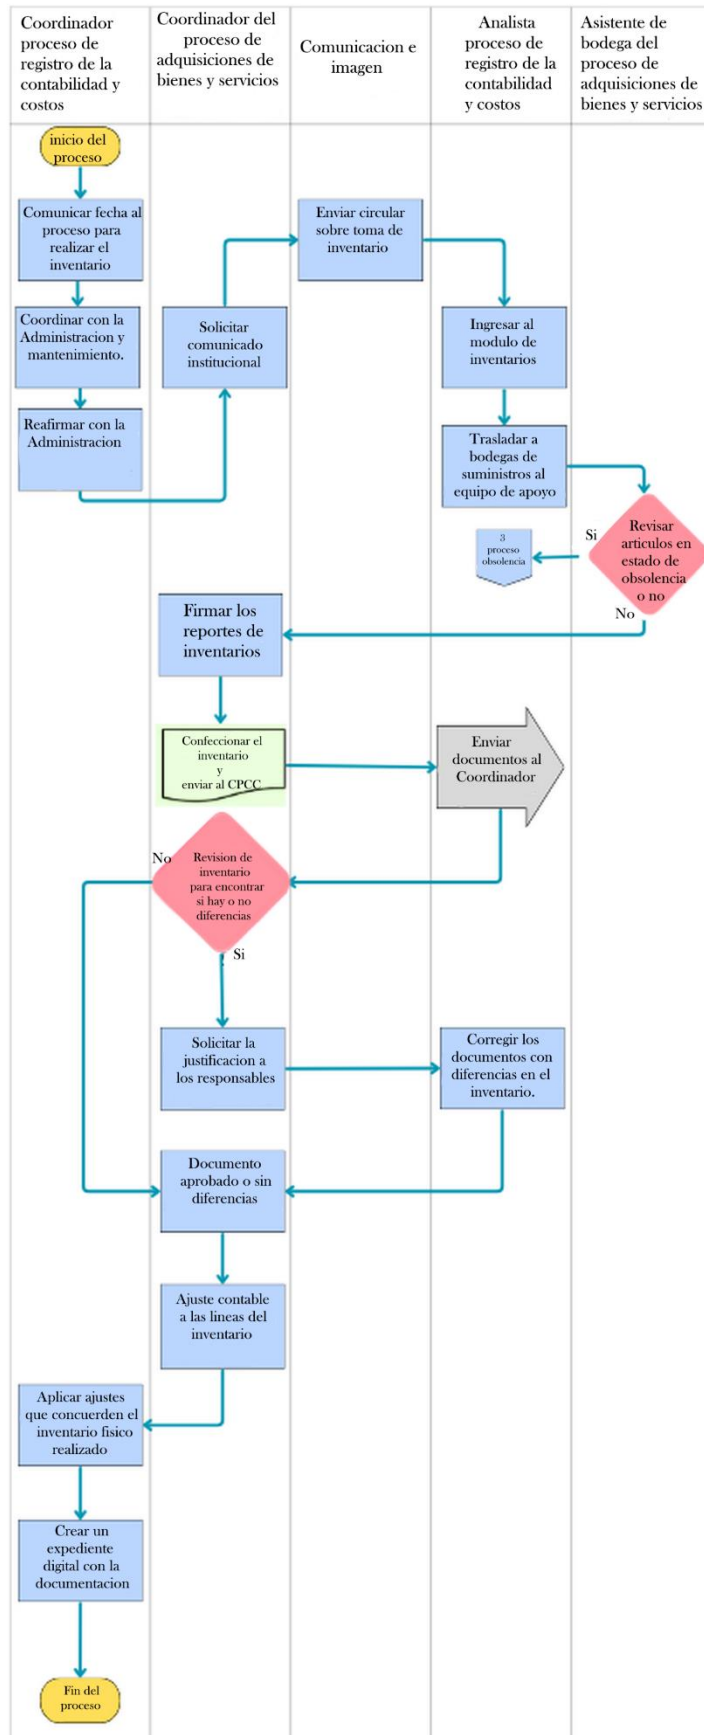 Coordinador
proceso de
registro de la
contabilidad y
costos
Coordinador del
proceso de
adquisiciones de
bienes y servicios
Comunicacion e
imagen
Analista
proceso de
registro de la
contabilidad
y costos
Asistente de
bodega del
proceso de
adquisiciones de
bienes y servicios
inicio del
proceso
Comunicar fecha al
proceso para
realizar el
inventario
Coordinar con la
Administracion y
mantenimiento.
Reafirmar con la
Administracion
Solicitar
comunicado
institucional
Enviar circular
sobre toma de
inventario
Ingresar al
modulo de
inventarios
Trasladar a
bodegas de
suministros al
equipo de apoyo
Revisar
articulos en
estado de
obsolencia
o no
Si
3
proceso
obsolencia
No
Firmar los
reportes de
inventarios
Confeccionar el
inventario
y
enviar al CPCC
Enviar
documentos al
Coordinador
Revision de
inventario
para encontrar
si hay o no
diferencias
No
Si
Solicitar la
justificacion a
los responsables
Corregir los
documentos con
diferencias en el
inventario.
Documento
aprobado o sin
diferencias
Ajuste contable
a las lineas del
inventario
Aplicar ajustes
que concuerden el
inventario fisico
realizado
Crear un
expediente
digital con la
documentacion
Fin del
proceso